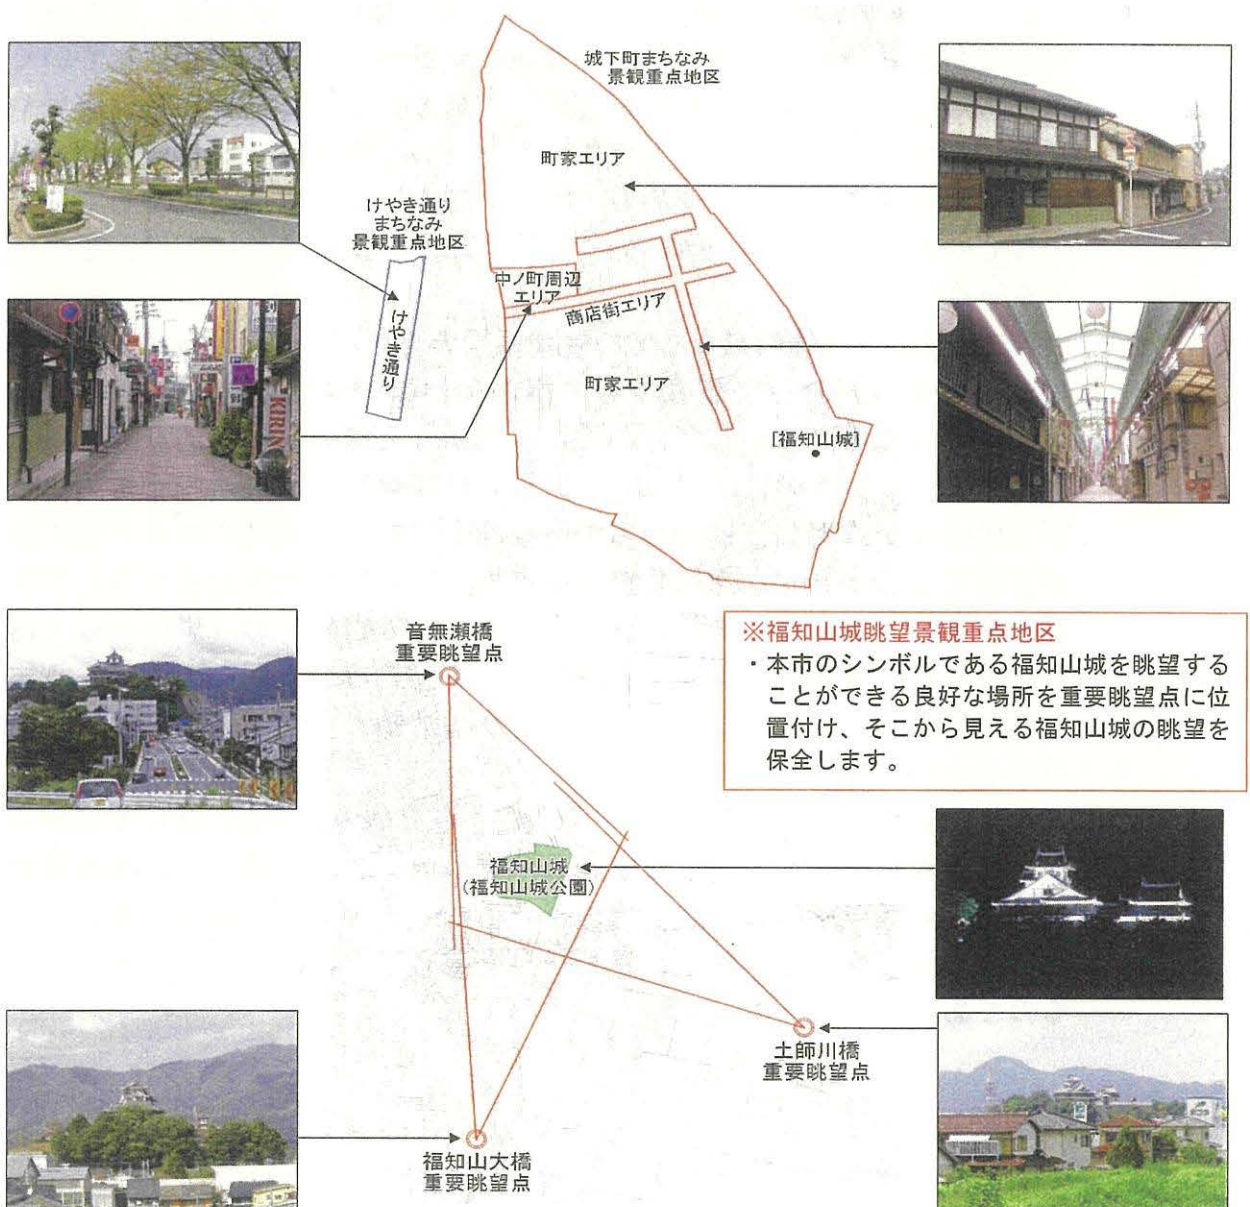 城下町まちなみ
景観重点地区
町家エリア
けやき通り
まちなみ
景観重点地区
中ノ町周辺
エリア
商店街エリア
けやき通り
町家エリア
[福知山城]
KIRIN
音無瀬橋
重要眺望点
※福知山城眺望景観重点地区
・本市のシンボルである福知山城を眺望する
ことができる良好な場所を重要眺望点に位
置付け、そこから見える福知山城の眺望を
保全します。
福知山城
(福知山城公園)
土師川橋
重要眺望点
福知山大橋
重要眺望点